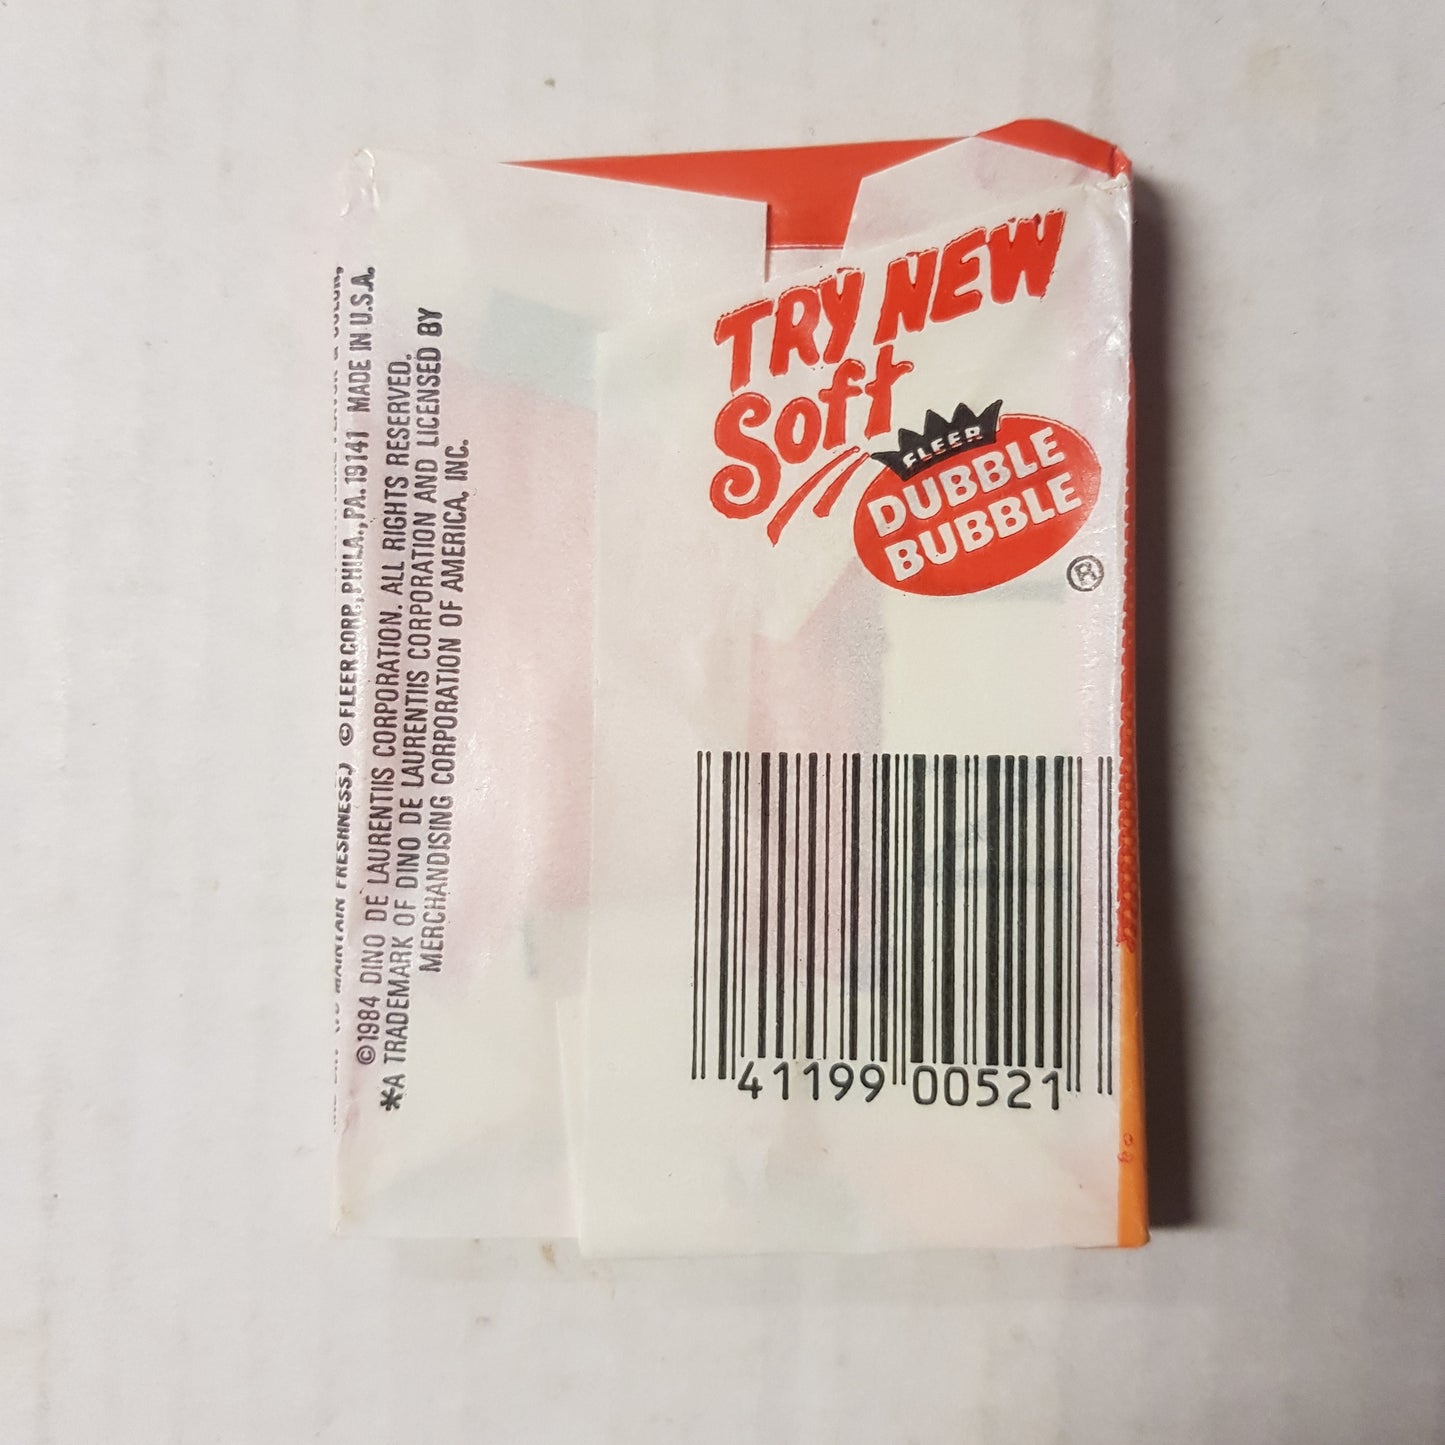 TRY NEW
Soft
FLEER
DUBBLE
BUBBLE
®
41199 00521
MAINTAIN FRESHNESS.) © FLEER CORP., PHILA., PA. 19141 MADE IN U.S.A.
©1984 DINO DE LAURENTIIS CORPORATION. ALL RIGHTS RESERVED.
*A TRADEMARK OF DINO DE LAURENTIIS CORPORATION AND LICENSED BY
MERCHANDISING CORPORATION OF AMERICA, INC.